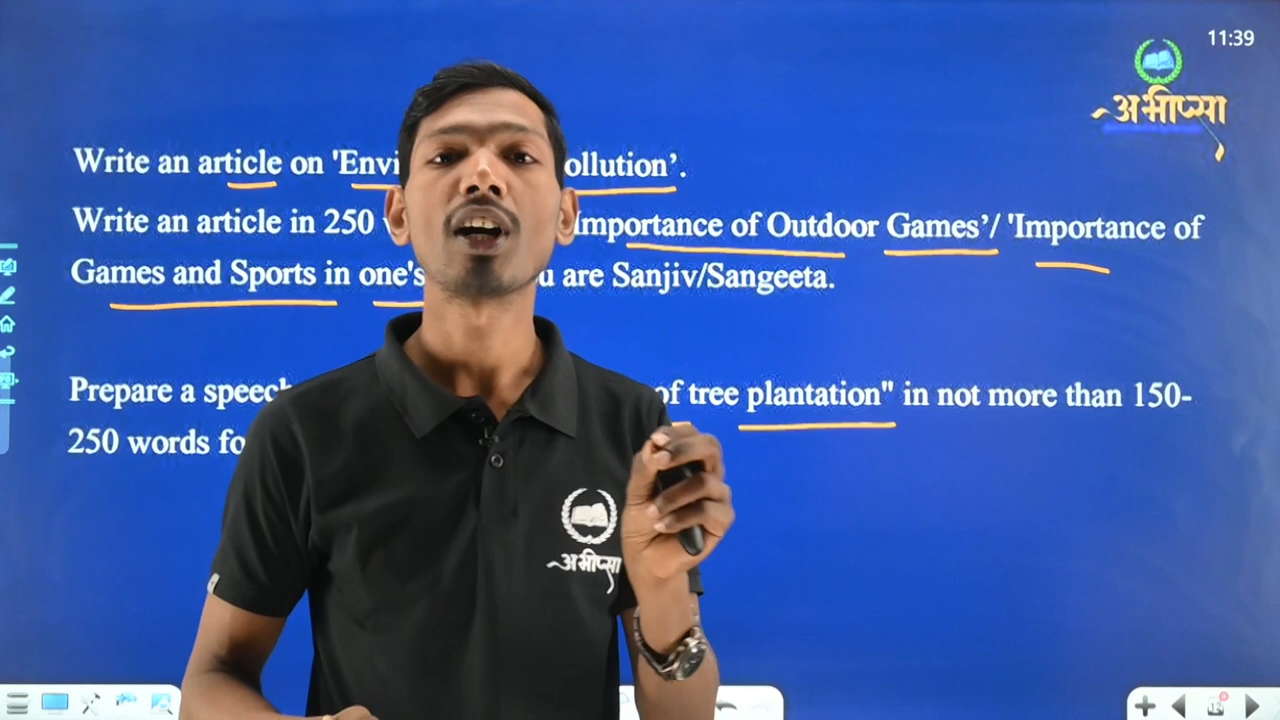 11:39
अभीप्सा
Write an article on 'Envi ollution’.
Write an article in 250 Importance of Outdoor Games’/ 'Importance of
Games and Sports in one's are Sanjiv/Sangeeta.
Prepare a speech of tree plantation" in not more than 150-
250 words fo
अभीप्सा
12